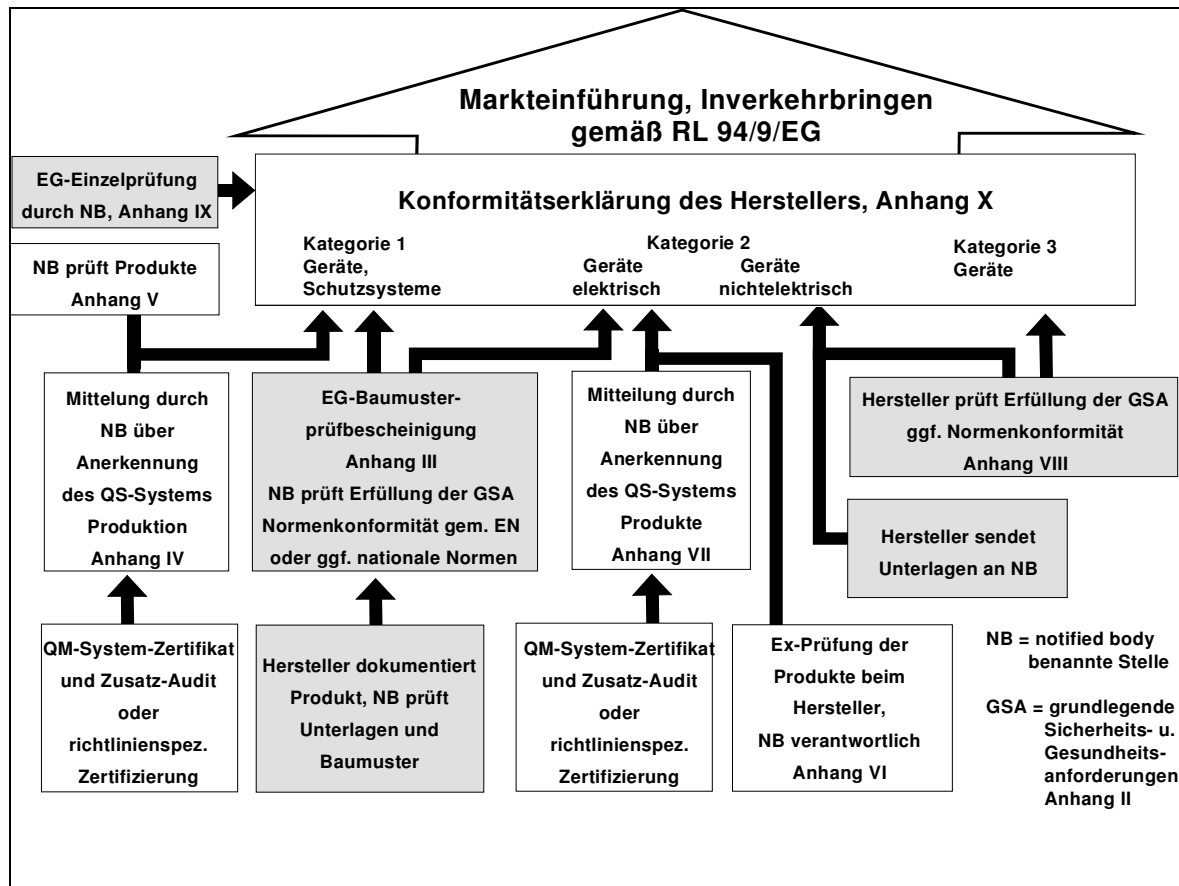 Markteinführung, Inverkehrbringen
gemäß RL 94/9/EG
EG-Einzelprüfung
durch NB, Anhang IX
Konformitätserklärung des Herstellers, Anhang X
Kategorie 1
Geräte,
Schutzsysteme
Kategorie 2
Geräte
elektrisch
Geräte
nichtelektrisch
Kategorie 3
Geräte
NB prüft Produkte
Anhang V
Mittelung durch
NB über
Anerkennung
des QS-Systems
Produktion
Anhang IV
EG-Baumuster-
prüfbescheinigung
Anhang III
NB prüft Erfüllung der GSA
Normenkonformität gem. EN
oder ggf. nationale Normen
Mitteilung durch
NB über
Anerkennung
des QS-Systems
Produkte
Anhang VII
Hersteller prüft Erfüllung der GSA
ggf. Normenkonformität
Anhang VIII
Hersteller sendet
Unterlagen an NB
QM-System-Zertifikat
und Zusatz-Audit
oder
richtlinienspez.
Zertifizierung
Hersteller dokumentiert
Produkt, NB prüft
Unterlagen und
Baumuster
QM-System-Zertifikat
und Zusatz-Audit
oder
richtlinienspez.
Zertifizierung
Ex-Prüfung der
Produkte beim
Hersteller,
NB verantwortlich
Anhang VI
NB = notified body
benannte Stelle
GSA = grundlegende
Sicherheits- u.
Gesundheits-
anforderungen
Anhang II